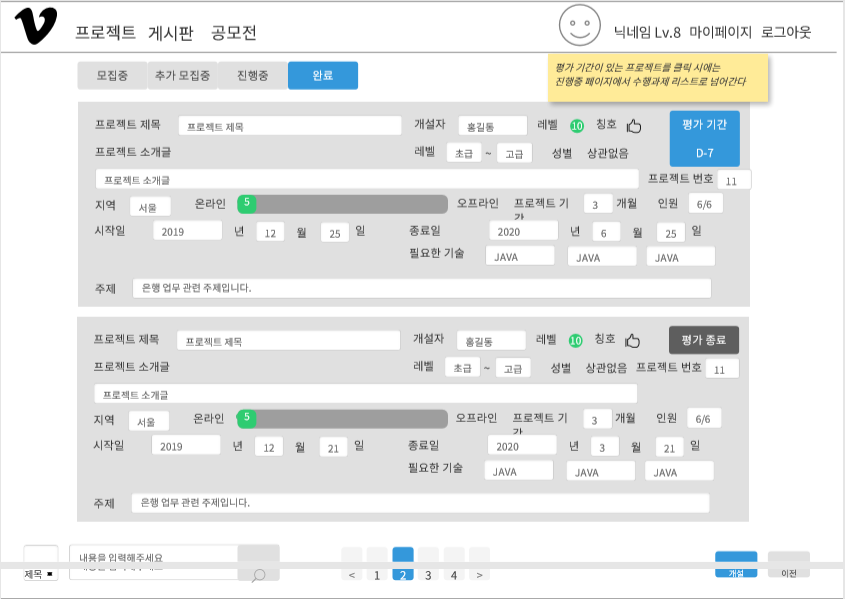 프로젝트 게시판 공모전 닉네임 Lv.8 마이페이지 로그아웃
모집중 추가 모집중 진행중 완료
평가 기간이 있는 프로젝트를 클릭 시에는
진행중 페이지에서 수행과제 리스트로 넘어간다
프로젝트 제목 프로젝트 제목 개설자 홍길동 레벨 10 칭호 평가 기간
프로젝트 소개글 레벨 초급 ~ 고급 성별 상관없음 D-7
프로젝트 소개글 프로젝트 번호 11
지역 서울 온라인 5 오프라인 프로젝트 기간 3 개월 인원 6/6
시작일 2019 년 12 월 25 일 종료일 2020 년 6 월 25 일
필요한 기술 JAVA JAVA JAVA
주제 은행 업무 관련 주제입니다.
프로젝트 제목 프로젝트 제목 개설자 홍길동 레벨 10 칭호 평가 종료
프로젝트 소개글 레벨 초급 ~ 고급 성별 상관없음 프로젝트 번호 11
프로젝트 소개글
지역 서울 온라인 5 오프라인 프로젝트 기간 3 개월 인원 6/6
시작일 2019 년 12 월 21 일 종료일 2020 년 3 월 21 일
필요한 기술 JAVA JAVA JAVA
주제 은행 업무 관련 주제입니다.
내용을 입력해주세요
제목 < 1 2 3 4 > 개설 이전